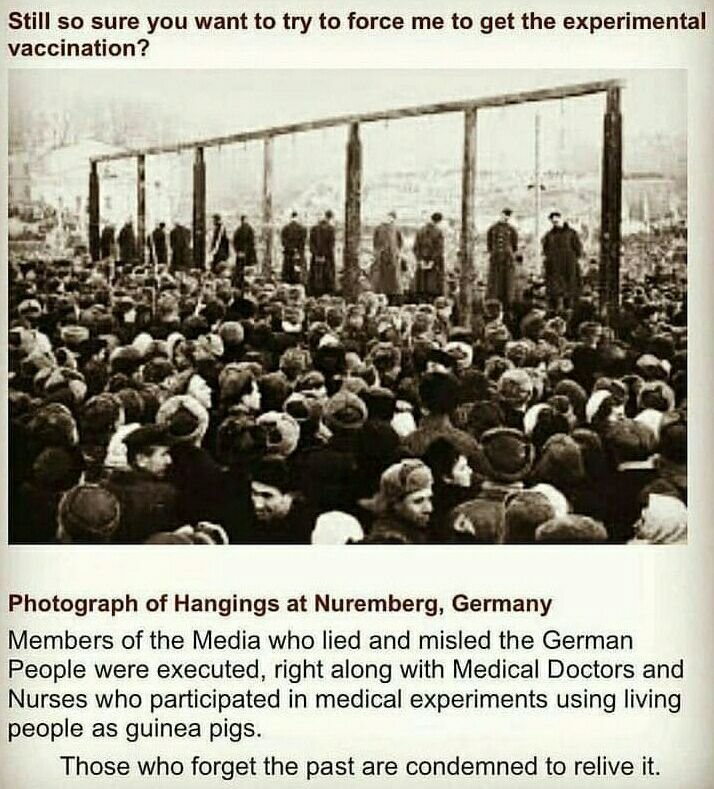 Still so sure you want to try to force me to get the experimental
vaccination?
Photograph of Hangings at Nuremberg, Germany
Members of the Media who lied and misled the German
People were executed, right along with Medical Doctors and
Nurses who participated in medical experiments using living
people as guinea pigs.
Those who forget the past are condemned to relive it.